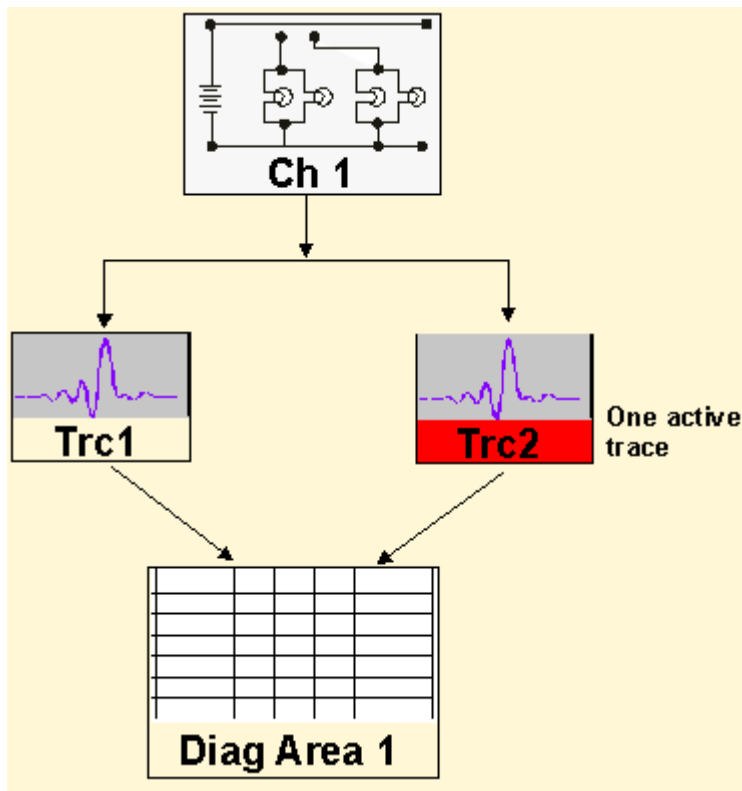 Ch 1
Trc1
Trc2
One active
trace
Diag Area 1